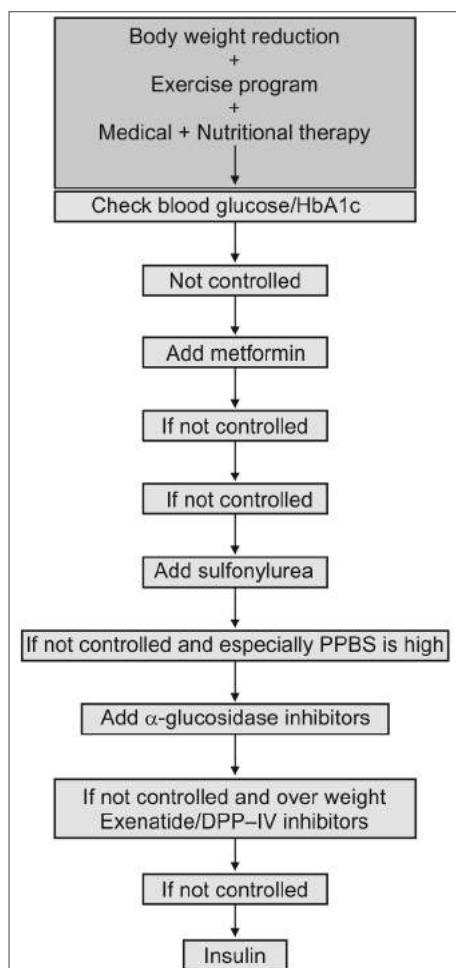 Body weight reduction
+
Exercise program
+
Medical + Nutritional therapy
Check blood glucose/HbA1c
Not controlled
Add metformin
If not controlled
If not controlled
Add sulfonylurea
If not controlled and especially PPBS is high
Add α-glucosidase inhibitors
If not controlled and over weight
Exenatide/DPP–IV inhibitors
If not controlled
Insulin